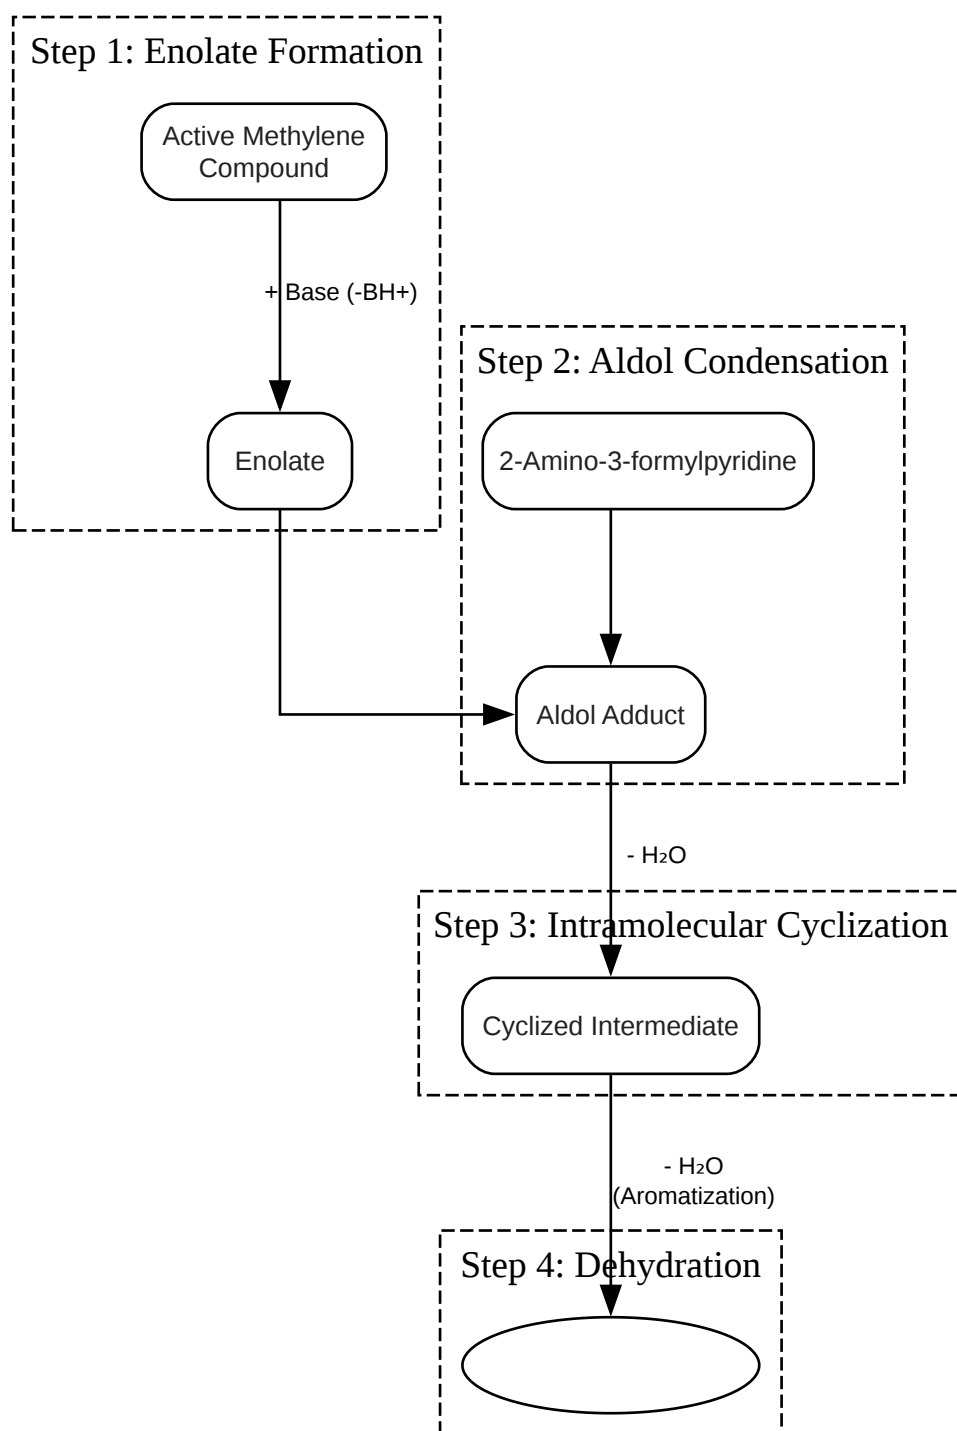 Step 1: Enolate Formation
Active Methylene
Compound
+ Base (-BH+)
Enolate
Step 2: Aldol Condensation
2-Amino-3-formylpyridine
Aldol Adduct
- H₂O
Step 3: Intramolecular Cyclization
Cyclized Intermediate
- H₂O
(Aromatization)
Step 4: Dehydration